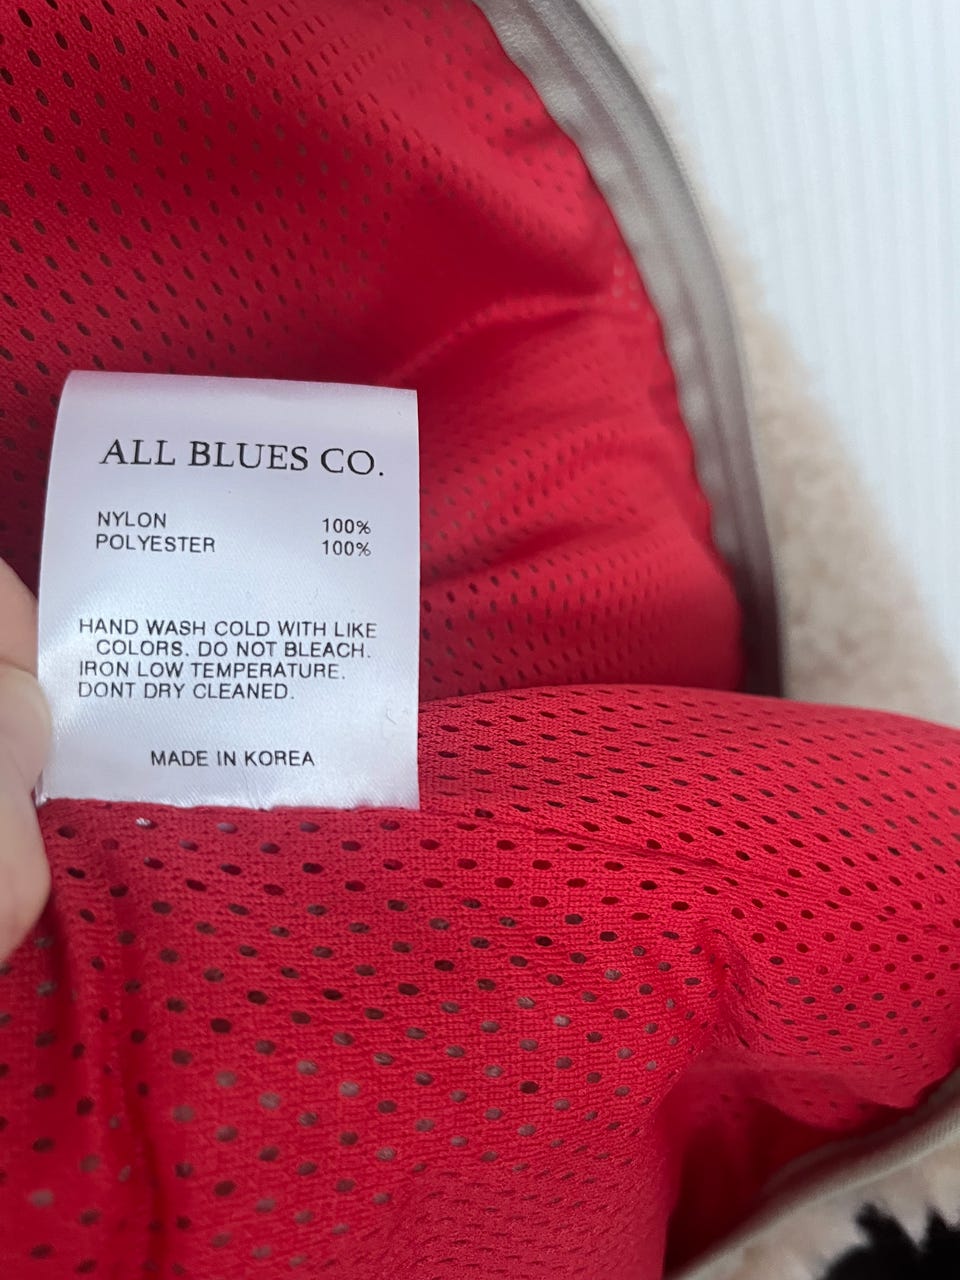 ALL BLUES CO.
NYLON 100%
POLYESTER 100%
HAND WASH COLD WITH LIKE
COLORS. DO NOT BLEACH.
IRON LOW TEMPERATURE.
DONT DRY CLEANED.
MADE IN KOREA